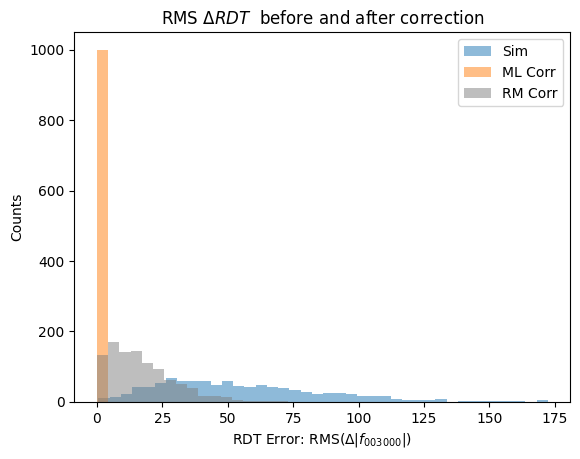 RMS ΔRDT before and after correction
Sim
ML Corr
RM Corr
Counts
1000
800
600
400
200
0
0 25 50 75 100 125 150 175
RDT Error: RMS(Δ|f₀₀₃₀₀₀|)